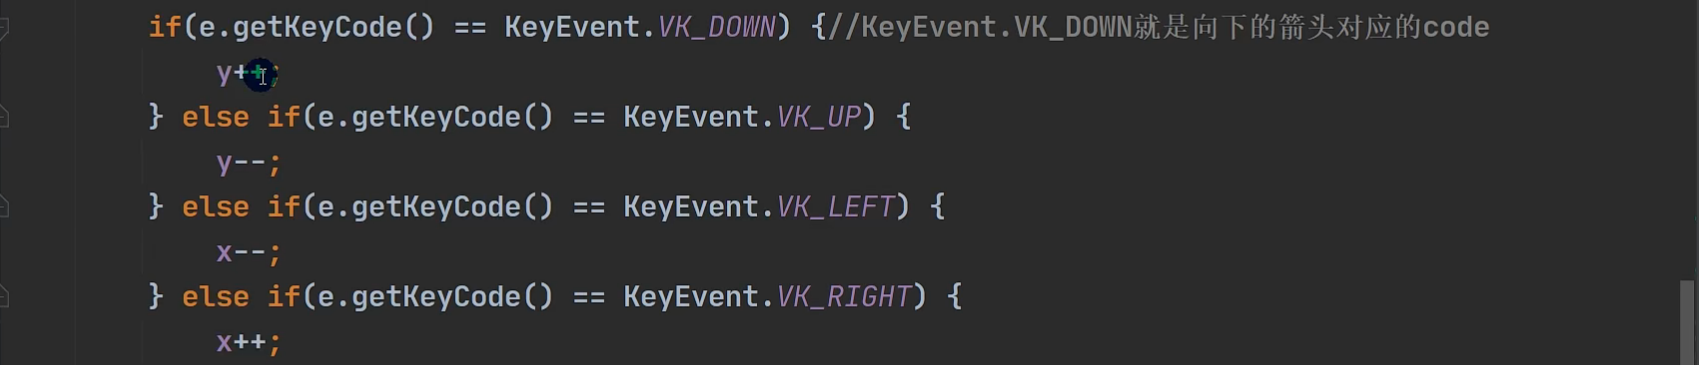 if(e.getKeyCode() == KeyEvent.VK_DOWN) {//KeyEvent.VK_DOWN就是向下的箭头对应的code
y++;
} else if(e.getKeyCode() == KeyEvent.VK_UP) {
y--;
} else if(e.getKeyCode() == KeyEvent.VK_LEFT) {
x--;
} else if(e.getKeyCode() == KeyEvent.VK_RIGHT) {
x++;